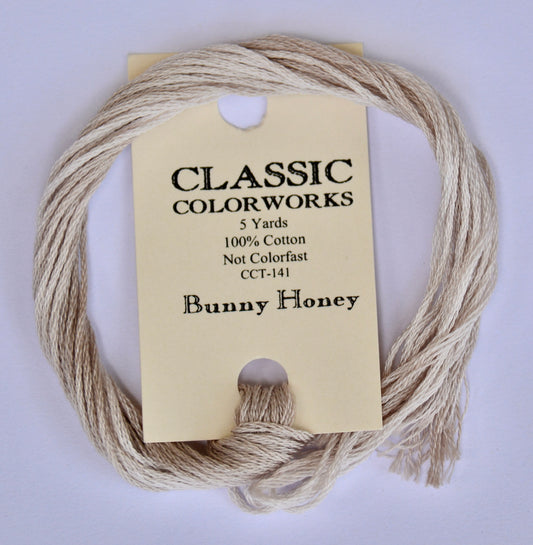 CLASSIC
COLORWORKS
5 Yards
100% Cotton
Not Colorfast
CCT-141
Bunny Honey